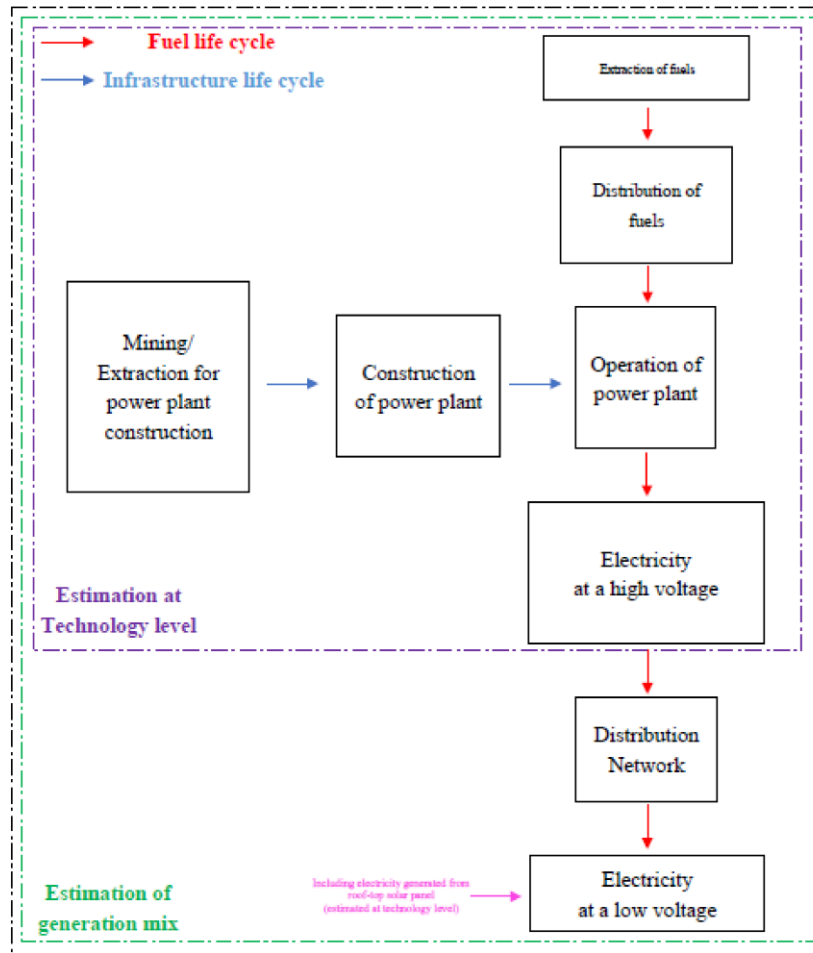 Fuel life cycle
Infrastructure life cycle
Extraction of fuels
Distribution of
fuels
Mining/
Extraction for
power plant
construction
Construction
of power plant
Operation of
power plant
Electricity
at a high voltage
Estimation at
Technology level
Distribution
Network
Including electricity generated from
roof-top solar panel
(estimated at technology level)
Electricity
at a low voltage
Estimation of
generation mix